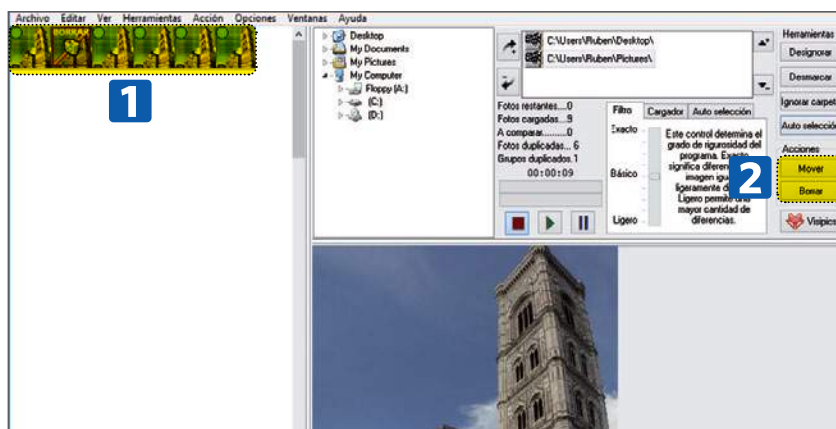 Archivo Editar Ver Herramientas Acción Opciones Ventanas Ayuda
BORRAR
1
Desktop
My Documents
My Pictures
My Computer
Floppy (A:)
(C:)
(D:)
C:\Users\Ruben\Desktop\
C:\Users\Ruben\Pictures\
Fotos restantes....0
Fotos cargadas...9
A comparar.........0
Fotos duplicadas... 6
Grupos duplicados. 1
00:00:09
Filtro Cargador Auto selección
Exacto
Básico
Ligero
Este control determina el
grado de rigurosidad del
programa. Exacto
significa diferencia
imagen
ligeramente
Ligero permite una
mayor cantidad de
diferencias.
Herramientas
Designorar
Desmarcar
Ignorar carpet
Auto selecció
Acciones
2
Mover
Borrar
Visipics